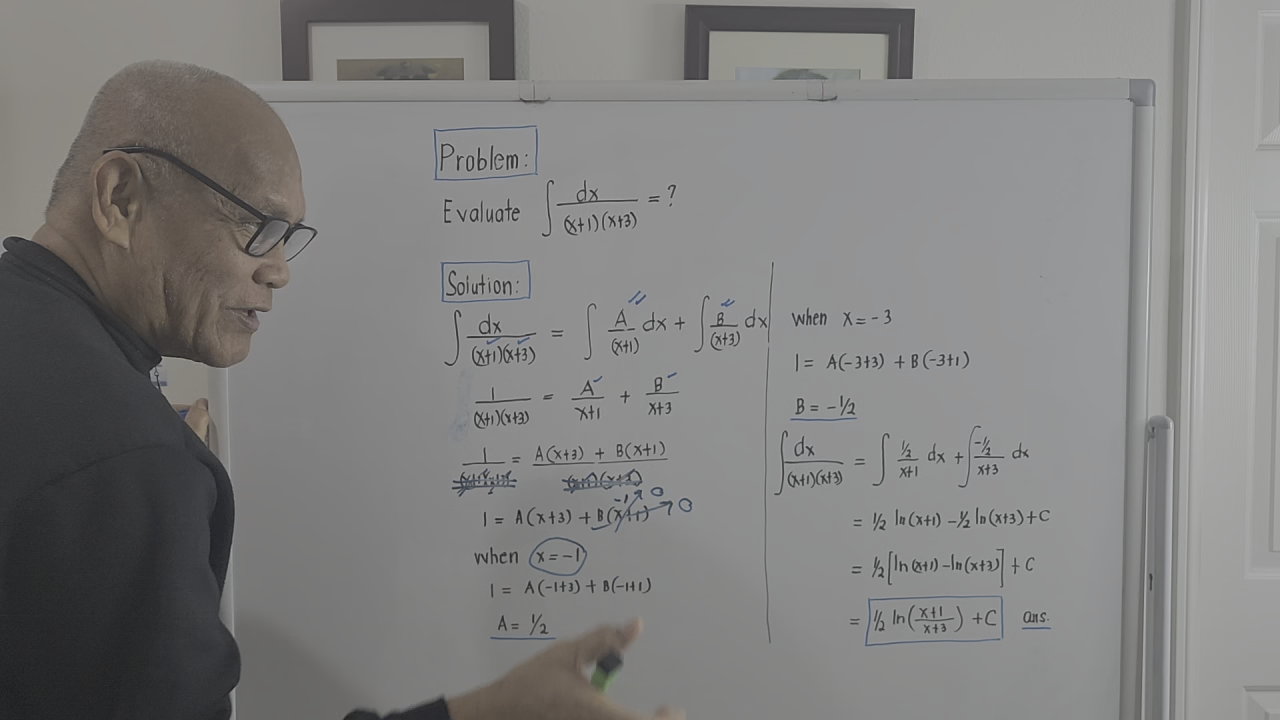 Problem:
Evaluate ∫ dx/((x+1)(x+3)) = ?
Solution:
∫ dx/((x+1)(x+3)) = ∫ A/(x+1) dx + ∫ B/(x+3) dx
1/((x+1)(x+3)) = A/(x+1) + B/(x+3)
1/((x+1)(x+3)) = (A(x+3) + B(x+1))/((x+1)(x+3))
1 = A(x+3) + B(x+1) -1 0 0
when x = -1
1 = A(-1+3) + B(-1+1)
A = 1/2
when x = -3
1 = A(-3+3) + B(-3+1)
B = -1/2
∫ dx/((x+1)(x+3)) = ∫ (1/2)/(x+1) dx + ∫ (-1/2)/(x+3) dx
= 1/2 ln(x+1) - 1/2 ln(x+3) + C
= 1/2 [ln(x+1) - ln(x+3)] + C
= 1/2 ln((x+1)/(x+3)) + C ans.